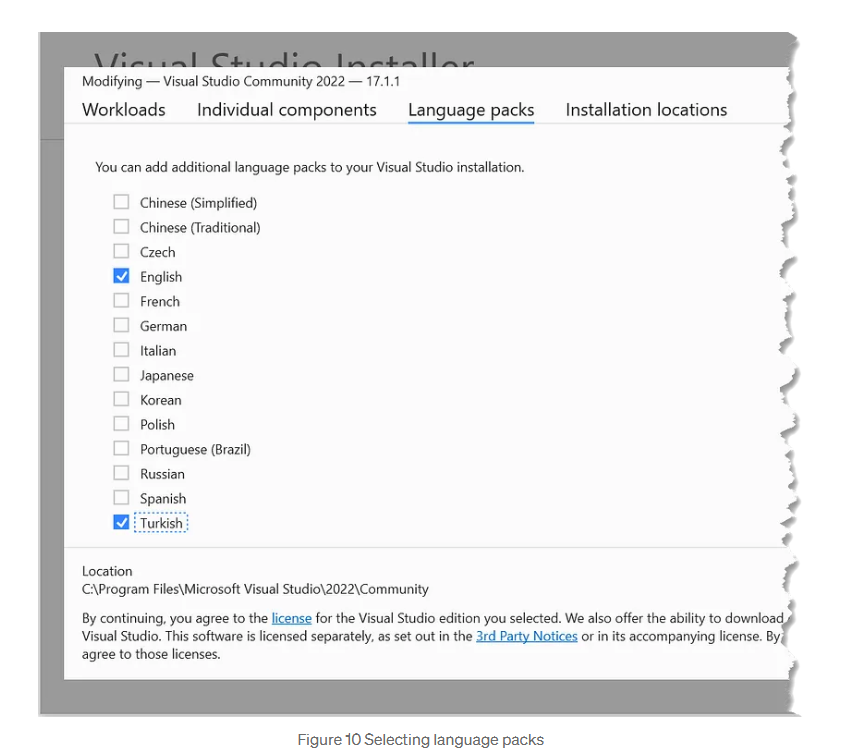 Visual Studio Installer
Modifying — Visual Studio Community 2022 — 17.1.1
Workloads Individual components Language packs Installation locations
You can add additional language packs to your Visual Studio installation.
Chinese (Simplified)
Chinese (Traditional)
Czech
English
French
German
Italian
Japanese
Korean
Polish
Portuguese (Brazil)
Russian
Spanish
Turkish
Location
C:\Program Files\Microsoft Visual Studio\2022\Community
By continuing, you agree to the license for the Visual Studio edition you selected. We also offer the ability to download
Visual Studio. This software is licensed separately, as set out in the 3rd Party Notices or in its accompanying license. By
agree to those licenses.
Figure 10 Selecting language packs